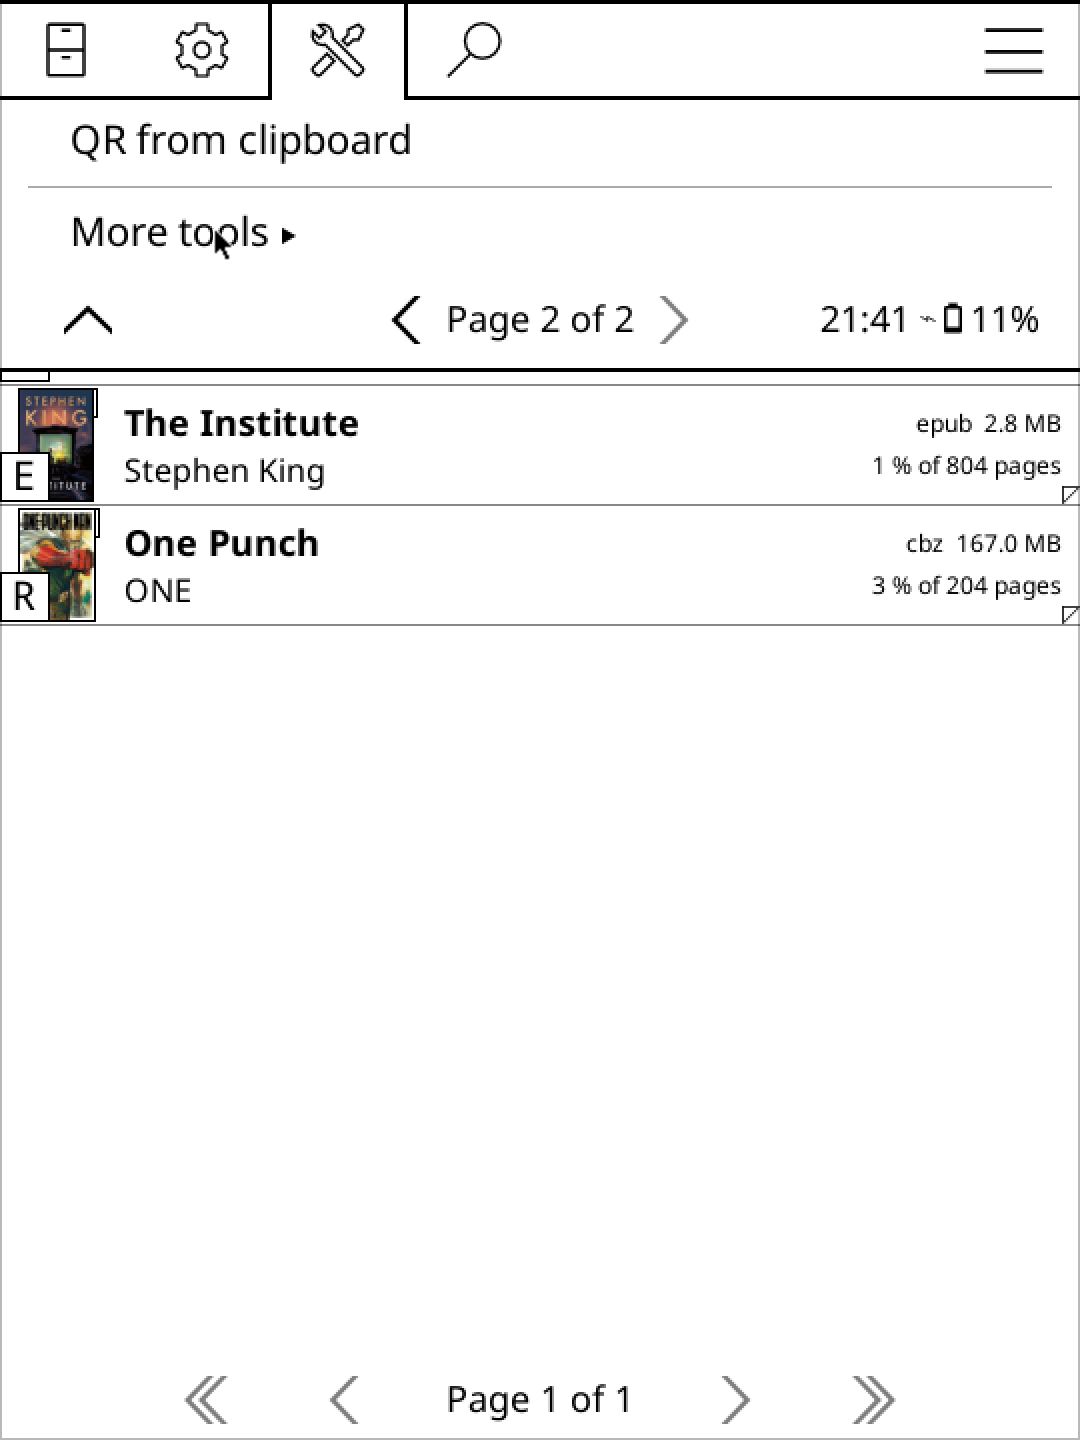 QR from clipboard
More tools ▸
Page 2 of 2
21:41 11%
STEPHEN
KING
TITUTE
E
The Institute
Stephen King
epub 2.8 MB
1 % of 804 pages
ONE-PUNCH MAN
R
One Punch
ONE
cbz 167.0 MB
3 % of 204 pages
Page 1 of 1